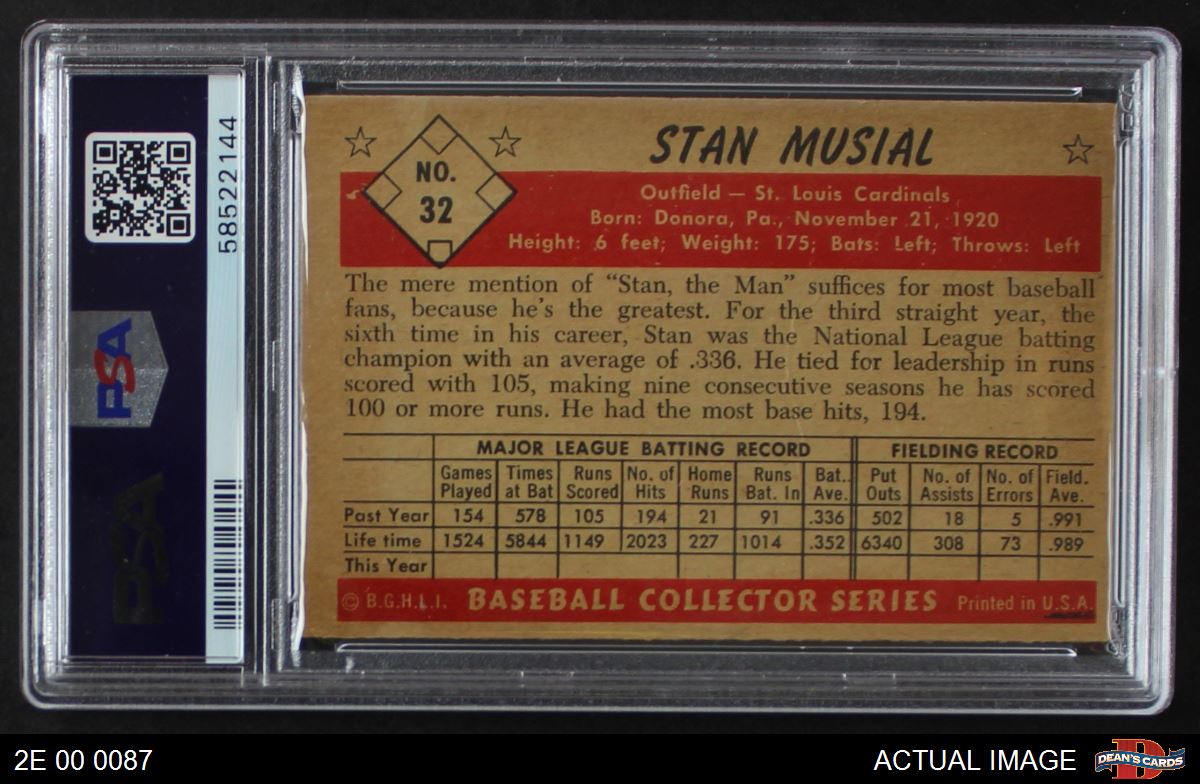 58522144
PSA
PSA
NO.
32
STAN MUSIAL
Outfield — St. Louis Cardinals
Born: Donora, Pa., November 21, 1920
Height: 6 feet; Weight: 175; Bats: Left; Throws: Left
The mere mention of “Stan, the Man” suffices for most baseball
fans, because he’s the greatest. For the third straight year, the
sixth time in his career, Stan was the National League batting
champion with an average of .336. He tied for leadership in runs
scored with 105, making nine consecutive seasons he has scored
100 or more runs. He had the most base hits, 194.
MAJOR LEAGUE BATTING RECORD FIELDING RECORD
Games Times Runs No. of Home Runs Bat. Put No. of No. of Field.
Played at Bat Scored Hits Runs Bat. In Ave. Outs Assists Errors Ave.
Past Year 154 578 105 194 21 91 .336 502 18 5 .991
Life time 1524 5844 1149 2023 227 1014 .352 6340 308 73 .989
This Year
© B.G.H.L.I. BASEBALL COLLECTOR SERIES Printed in U.S.A.
2E 00 0087
ACTUAL IMAGE
D
DEAN'S CARDS